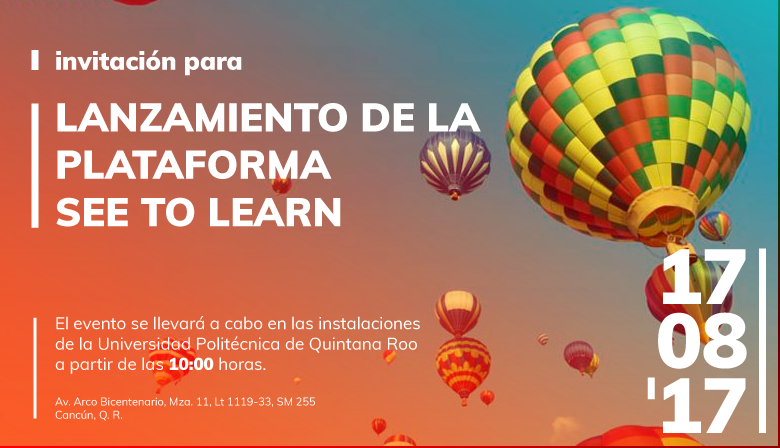 invitación para
LANZAMIENTO DE LA
PLATAFORMA
SEE TO LEARN
El evento se llevará a cabo en las instalaciones
de la Universidad Politécnica de Quintana Roo
a partir de las 10:00 horas.
Av. Arco Bicentenario, Mza. 11, Lt 1119-33, SM 255
Cancún, Q. R.
17
08
'17